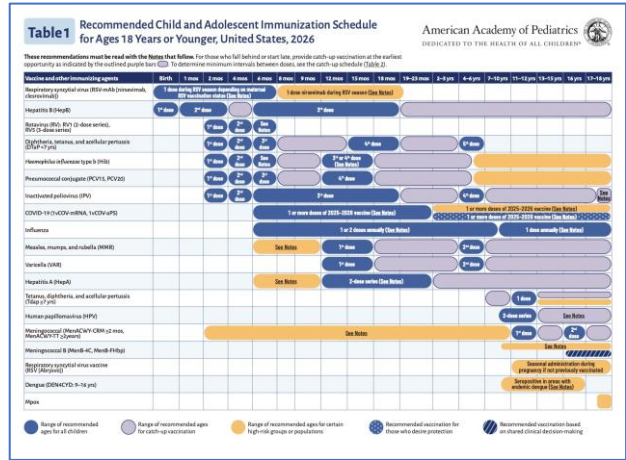 Table 1
Recommended Child and Adolescent Immunization Schedule
for Ages 18 Years or Younger, United States, 2026
American Academy of Pediatrics
DEDICATED TO THE HEALTH OF ALL CHILDREN®
These recommendations must be read with the Notes that follow. For those who fall behind or start late, provide catch-up vaccination at the earliest
opportunity as indicated by the outlined purple bars. To determine minimum intervals between doses, see the catch-up schedule (Table 2).
Vaccine and other immunizing agents Birth 1 mos 2 mos 4 mos 6 mos 8 mos 9 mos 12 mos 15 mos 18 mos 19–23 mos 2–3 yrs 4–6 yrs 7–10 yrs 11–12 yrs 13–15 yrs 16 yrs 17–18 yrs
Respiratory syncytial virus (RSV-mAb [nirsevimab,
clesrovimab])
1 dose during RSV season depending on maternal
RSV vaccination status (See Notes)
1 dose nirsevimab during RSV season (See Notes)
Hepatitis B (HepB) 1st dose 2nd dose 3rd dose
Rotavirus (RV): RV1 (2-dose series),
RV5 (3-dose series)
1st dose 2nd dose See Notes
Diphtheria, tetanus, and acellular pertussis
(DTaP <7 yrs)
1st dose 2nd dose 3rd dose 4th dose 5th dose
Haemophilus influenzae type b (Hib) 1st dose 2nd dose See Notes 3rd or 4th dose
(See Notes)
Pneumococcal conjugate (PCV15, PCV20) 1st dose 2nd dose 3rd dose 4th dose
Inactivated poliovirus (IPV) 1st dose 2nd dose 3rd dose 4th dose See Notes
COVID-19 (1vCOV-mRNA, 1vCOV-aPS) 1 or more doses of 2025–2026 vaccine (See Notes) 1 or more doses of 2025–2026 vaccine (See Notes)
1 or more doses of 2025–2026 vaccine (See Notes)
Influenza 1 or 2 doses annually (See Notes) 1 dose annually (See Notes)
Measles, mumps, and rubella (MMR) See Notes 1st dose 2nd dose
Varicella (VAR) 1st dose 2nd dose
Hepatitis A (HepA) See Notes 2-dose series (See Notes)
Tetanus, diphtheria, and acellular pertussis
(Tdap ≥7 yrs)
1 dose
Human papillomavirus (HPV) 2-dose series See Notes
Meningococcal (MenACWY-CRM ≥2 mos,
MenACWY-TT ≥2years)
See Notes 1st dose 2nd dose
Meningococcal B (MenB-4C, MenB-FHbp) See Notes
Respiratory syncytial virus vaccine
(RSV [Abrysvo])
Seasonal administration during
pregnancy if not previously vaccinated
Dengue (DEN4CYD: 9–16 yrs) Seropositive in areas with
endemic dengue (See Notes)
Mpox
Range of recommended
ages for all children
Range of recommended ages
for catch-up vaccination
Range of recommended ages for certain
high-risk groups or populations
Recommended vaccination for
those who desire protection
Recommended vaccination based
on shared clinical decision-making